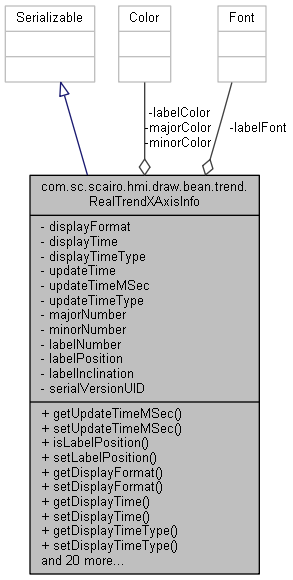 Serializable
Color
Font
-labelColor
-majorColor
-minorColor
-labelFont
com.sc.scairo.hmi.draw.bean.trend.
RealTrendXAxisInfo
- displayFormat
- displayTime
- displayTimeType
- updateTime
- updateTimeMSec
- updateTimeType
- majorNumber
- minorNumber
- labelNumber
- labelPosition
- labelInclination
- serialVersionUID
+ getUpdateTimeMSec()
+ setUpdateTimeMSec()
+ isLabelPosition()
+ setLabelPosition()
+ getDisplayFormat()
+ setDisplayFormat()
+ getDisplayTime()
+ setDisplayTime()
+ getDisplayTimeType()
+ setDisplayTimeType()
and 20 more...